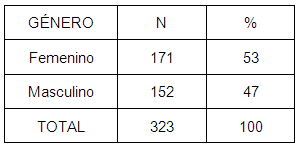 GÉNERO N %
Femenino 171 53
Masculino 152 47
TOTAL 323 100